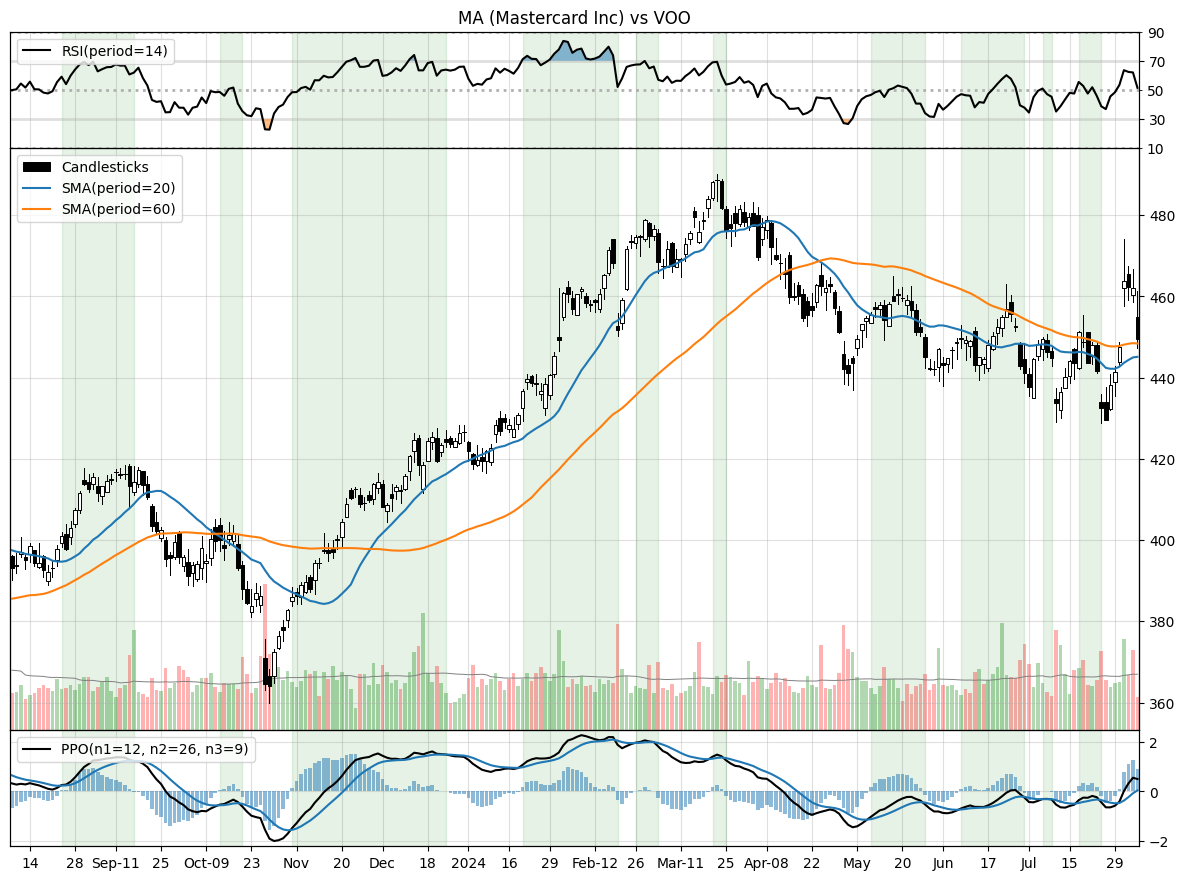 MA (Mastercard Inc) vs VOO
RSI(period=14)
90
70
50
30
10
Candlesticks
SMA(period=20)
SMA(period=60)
480
460
440
420
400
380
360
PPO(n1=12, n2=26, n3=9)
2
0
−2
14 28 Sep-11 25 Oct-09 23 Nov 20 Dec 18 2024 16 29 Feb-12 26 Mar-11 25 Apr-08 22 May 20 Jun 17 Jul 15 29